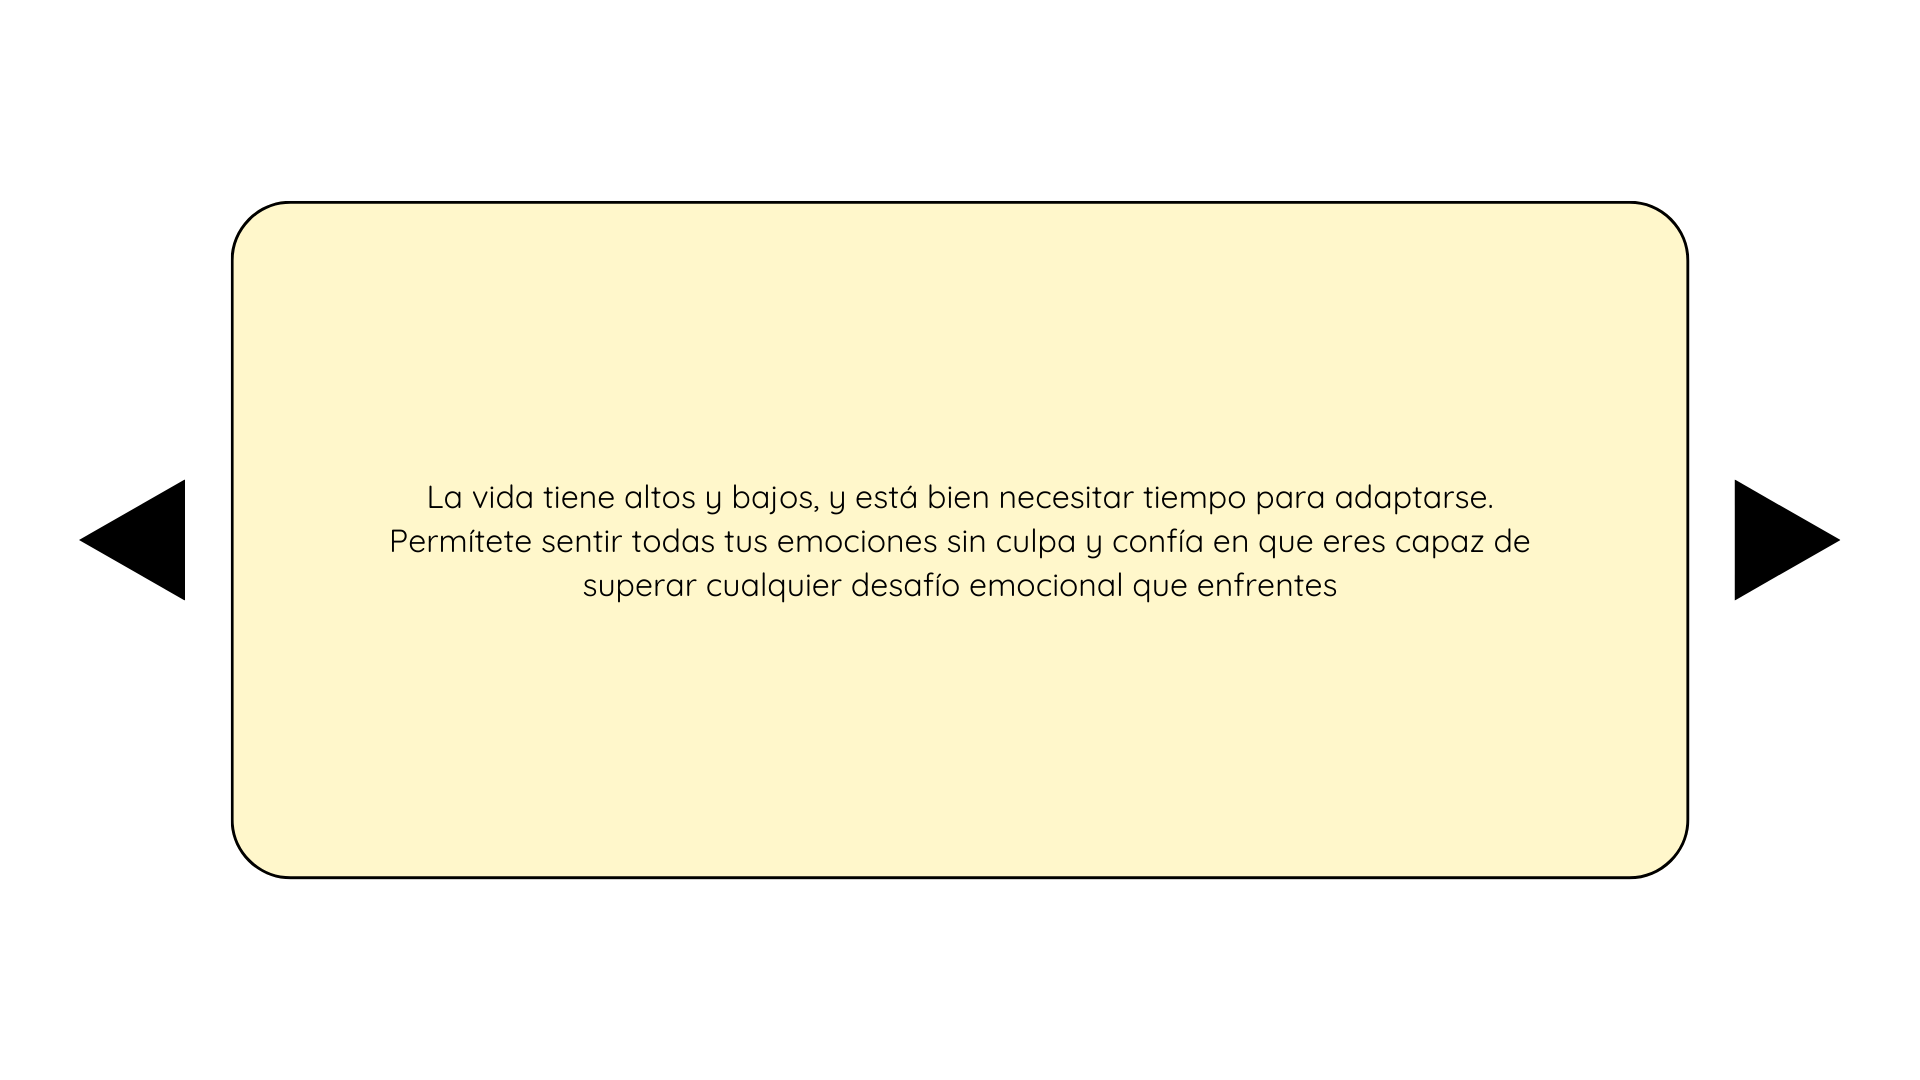 La vida tiene altos y bajos, y está bien necesitar tiempo para adaptarse.
Permítete sentir todas tus emociones sin culpa y confía en que eres capaz de
superar cualquier desafío emocional que enfrentes